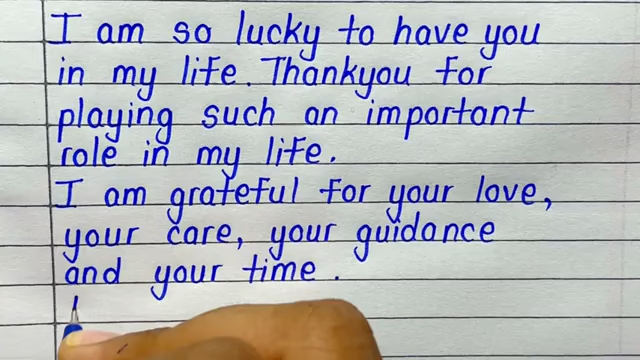 I am so lucky to have you
in my life. Thankyou for
playing such an important
role in my life.
I am grateful for your love,
your care, your guidance
and your time.